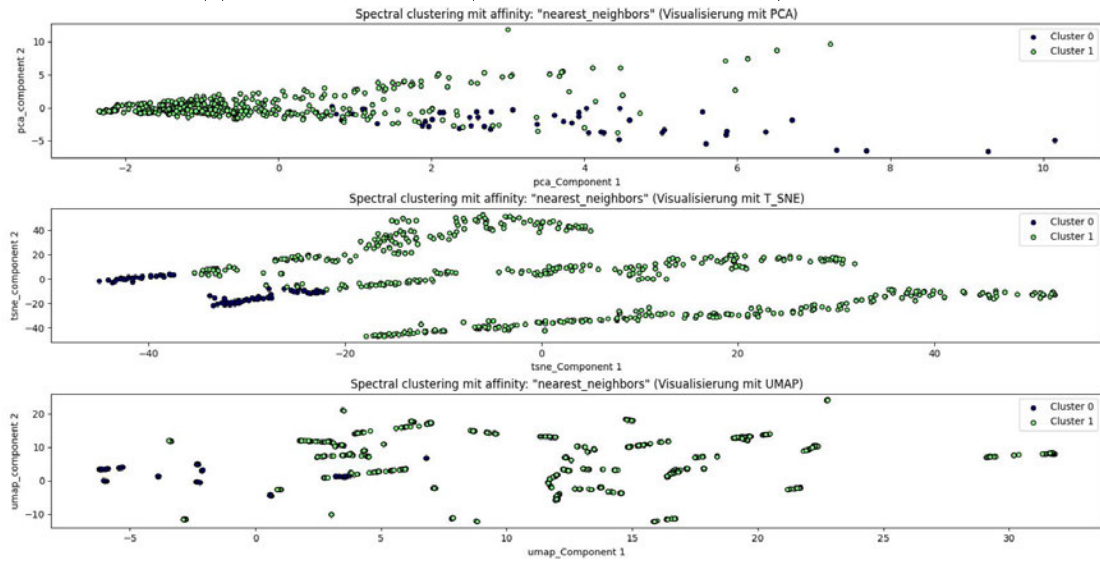 Spectral clustering mit affinity: "nearest_neighbors" (Visualisierung mit PCA)
pca_component 2
10
5
0
−5
Cluster 0
Cluster 1
−2
0
2
4
6
8
10
pca_Component 1
Spectral clustering mit affinity: "nearest_neighbors" (Visualisierung mit T_SNE)
tsne_component 2
40
20
0
−20
−40
Cluster 0
Cluster 1
−40
−20
0
20
40
tsne_Component 1
Spectral clustering mit affinity: "nearest_neighbors" (Visualisierung mit UMAP)
umap_component 2
20
10
0
−10
Cluster 0
Cluster 1
−5
0
5
10
15
20
25
30
umap_Component 1